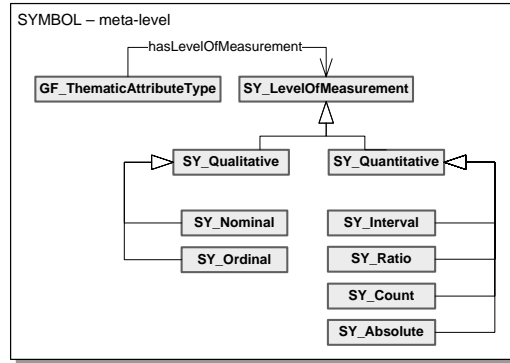 SYMBOL – meta-level
hasLevelOfMeasurement
GF_ThematicAttributeType
SY_LevelOfMeasurement
SY_Qualitative
SY_Quantitative
SY_Nominal
SY_Interval
SY_Ordinal
SY_Ratio
SY_Count
SY_Absolute